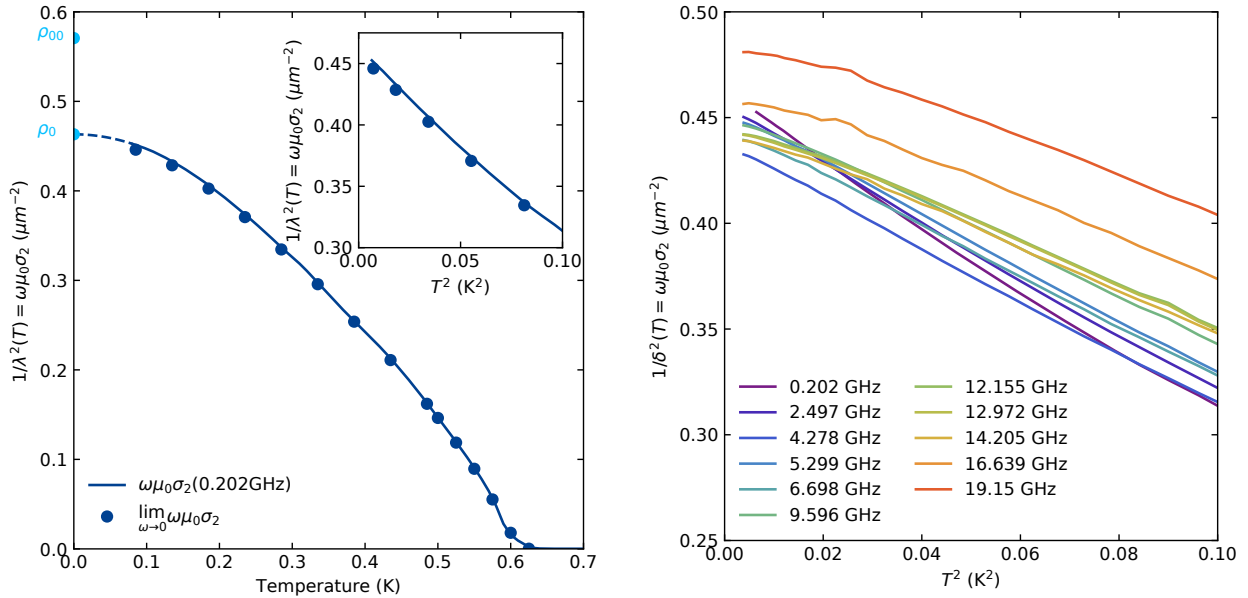 0.6
0.5
0.4
0.3
0.2
0.1
0.0
0.0
0.1
0.2
0.3
0.4
0.5
0.6
0.7
Temperature (K)
1/λ²(T) = ωμ₀σ₂ (μm⁻²)
ρ₀₀
ρ₀
ωμ₀σ₂(0.202GHz)
lim ωμ₀σ₂
ω→0
0.45
0.40
0.35
0.30
0.00
0.05
0.10
T² (K²)
1/λ²(T) = ωμ₀σ₂ (μm⁻²)
0.50
0.45
0.40
0.35
0.30
0.25
0.00
0.02
0.04
0.06
0.08
0.10
T² (K²)
1/δ²(T) = ωμ₀σ₂ (μm⁻²)
0.202 GHz
2.497 GHz
4.278 GHz
5.299 GHz
6.698 GHz
9.596 GHz
12.155 GHz
12.972 GHz
14.205 GHz
16.639 GHz
19.15 GHz